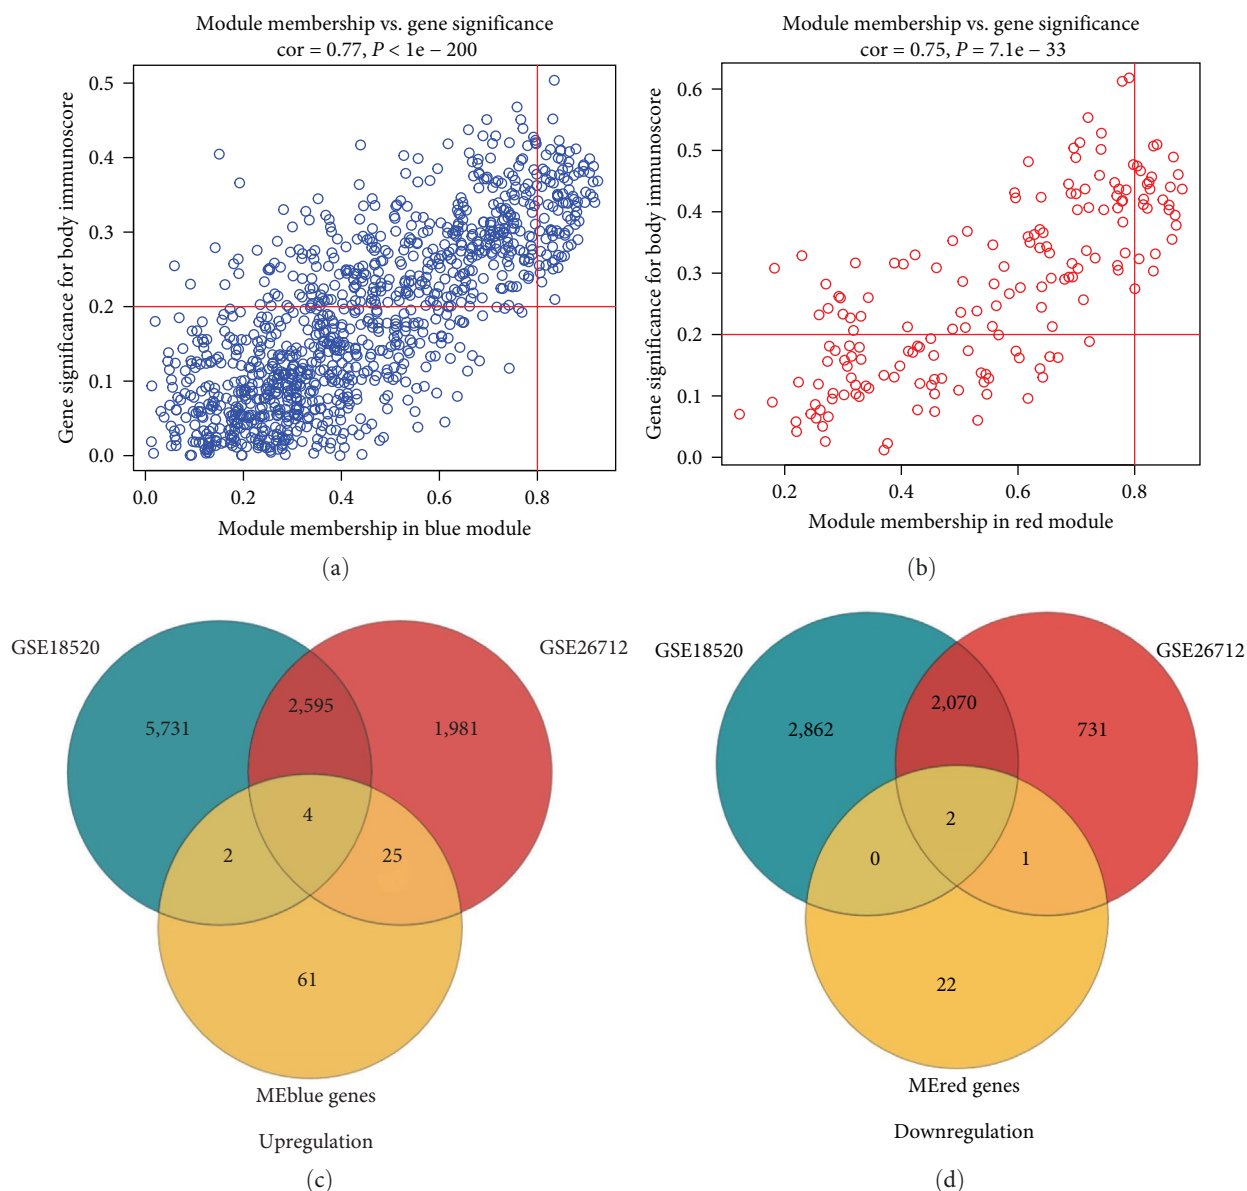 Module membership vs. gene significance
cor = 0.77, P < 1e − 200
Gene significance for body immunoscore
0.5
0.4
0.3
0.2
0.1
0.0
0.0 0.2 0.4 0.6 0.8
Module membership in blue module
(a)
Module membership vs. gene significance
cor = 0.75, P = 7.1e − 33
Gene significance for body immunoscore
0.6
0.5
0.4
0.3
0.2
0.1
0.0
0.2 0.4 0.6 0.8
Module membership in red module
(b)
GSE18520
GSE26712
5,731
2,595
1,981
4
2
25
61
MEblue genes
Upregulation
(c)
GSE18520
GSE26712
2,862
2,070
731
2
0
1
22
MEred genes
Downregulation
(d)